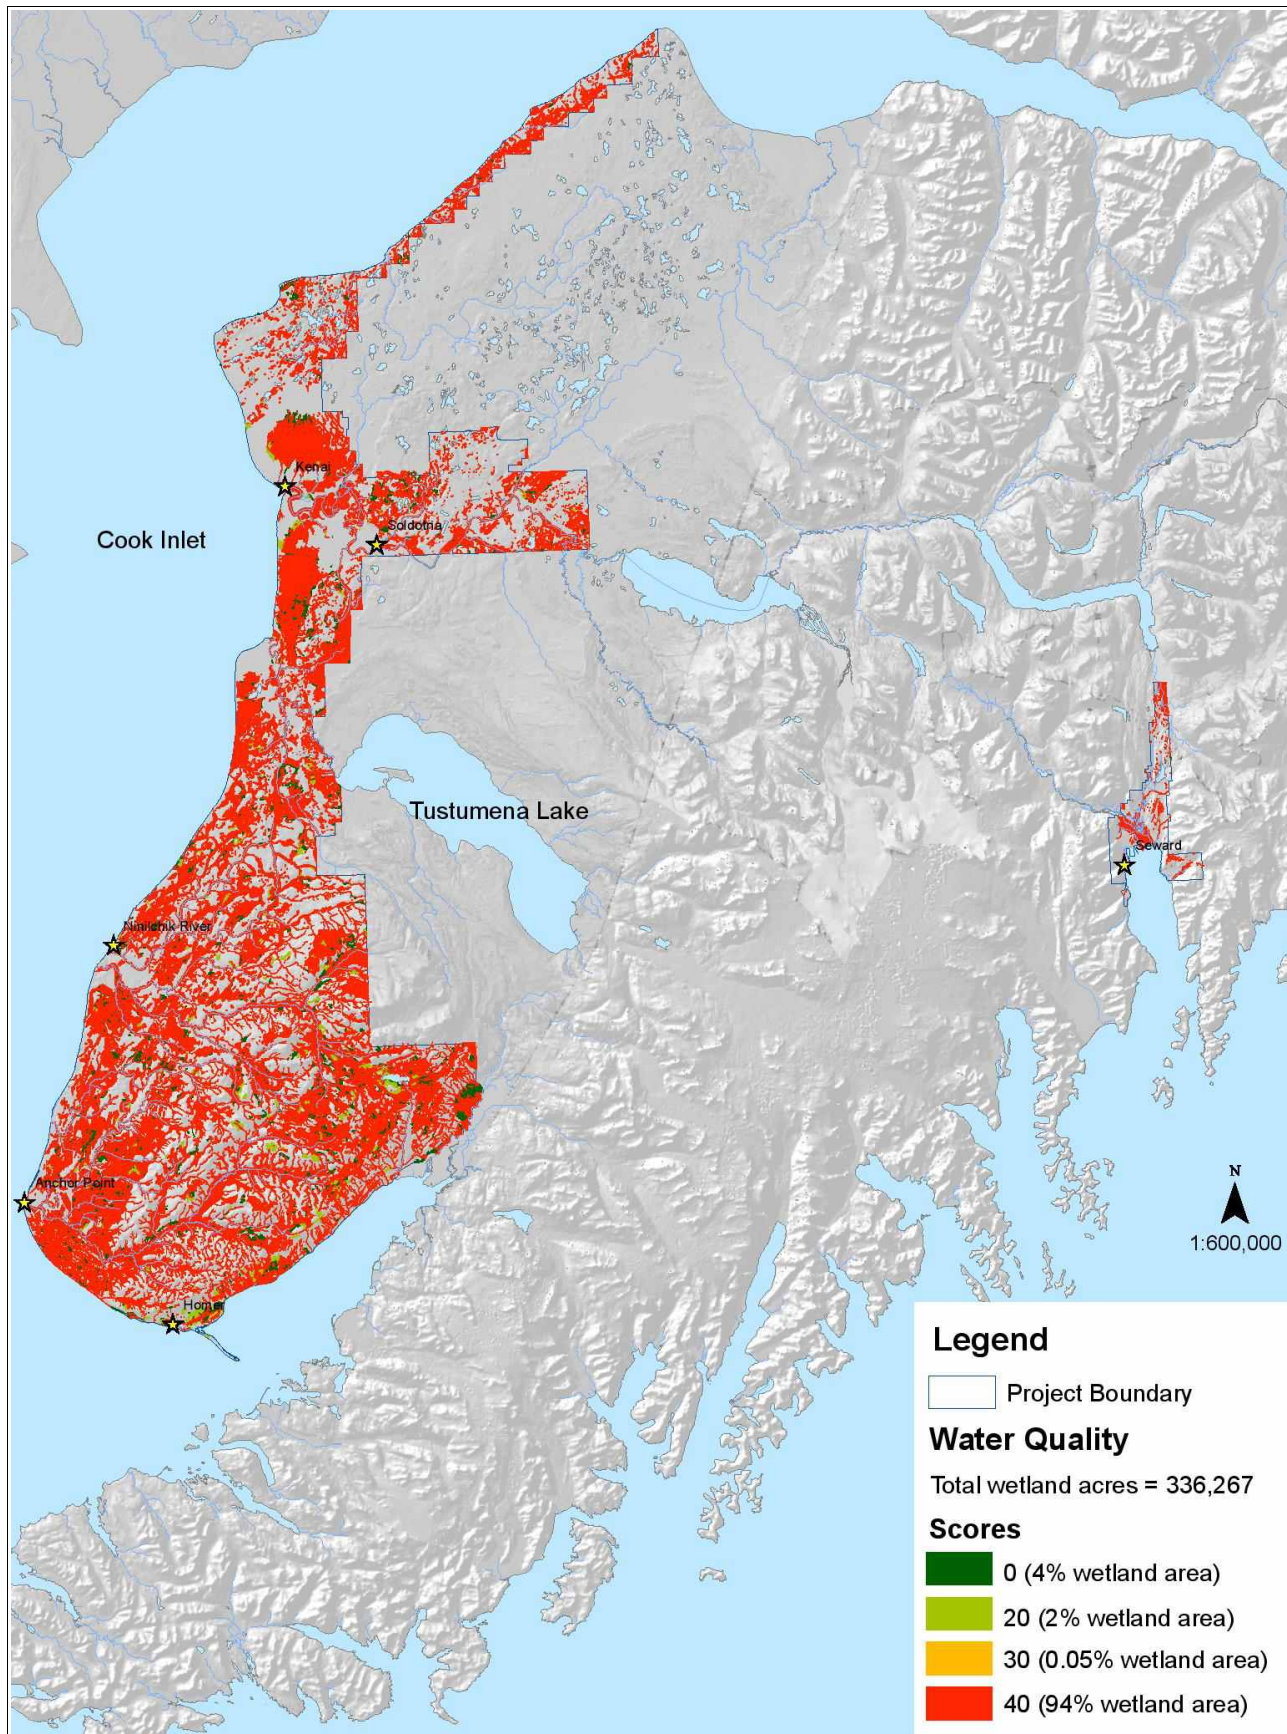 Kenai
Soldotna
Cook Inlet
Tustumena Lake
Seward
Ninilchik River
Anchor Point
N
1:600,000
Homer
Legend
Project Boundary
Water Quality
Total wetland acres = 336,267
Scores
0 (4% wetland area)
20 (2% wetland area)
30 (0.05% wetland area)
40 (94% wetland area)